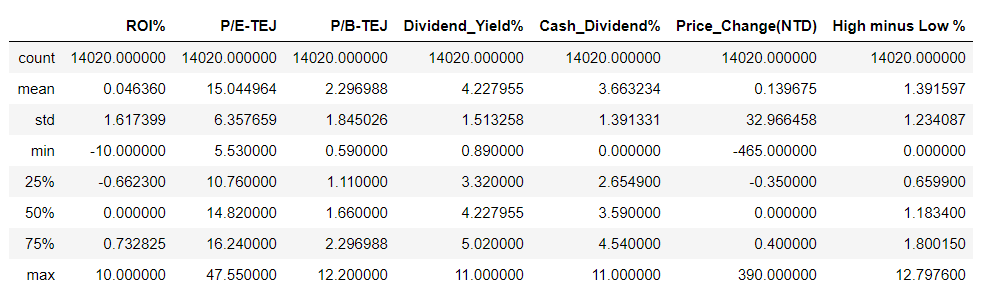 ROI% P/E-TEJ P/B-TEJ Dividend_Yield% Cash_Dividend% Price_Change(NTD) High minus Low %
count 14020.000000 14020.000000 14020.000000 14020.000000 14020.000000 14020.000000 14020.000000
mean 0.046360 15.044964 2.296988 4.227955 3.663234 0.139675 1.391597
std 1.617399 6.357659 1.845026 1.513258 1.391331 32.966458 1.234087
min -10.000000 5.530000 0.590000 0.890000 0.000000 -465.000000 0.000000
25% -0.662300 10.760000 1.110000 3.320000 2.654900 -0.350000 0.659900
50% 0.000000 14.820000 1.660000 4.227955 3.590000 0.000000 1.183400
75% 0.732825 16.240000 2.296988 5.020000 4.540000 0.400000 1.800150
max 10.000000 47.550000 12.200000 11.000000 11.000000 390.000000 12.797600